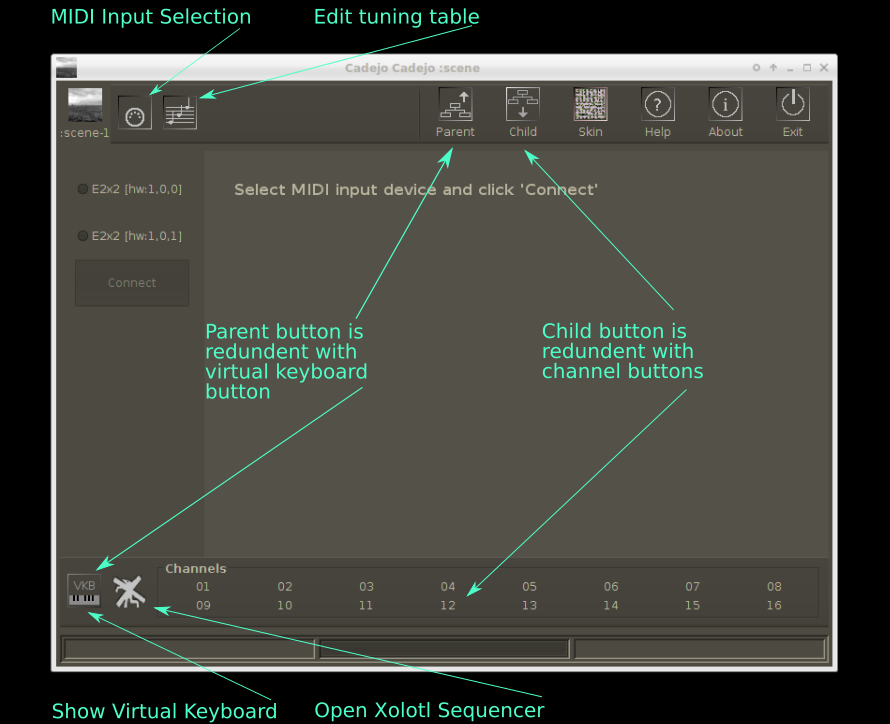 MIDI Input Selection
Edit tuning table
Cadejo Cadejo :scene
:scene-1
Parent
Child
Skin
Help
About
Exit
E2x2 [hw:1,0,0]
Select MIDI input device and click 'Connect'
E2x2 [hw:1,0,1]
Connect
Parent button is
redundent with
virtual keyboard
button
Child button is
redundent with
channel buttons
VKB
Channels
01 02 03 04 05 06 07 08
09 10 11 12 13 14 15 16
Show Virtual Keyboard
Open Xolotl Sequencer